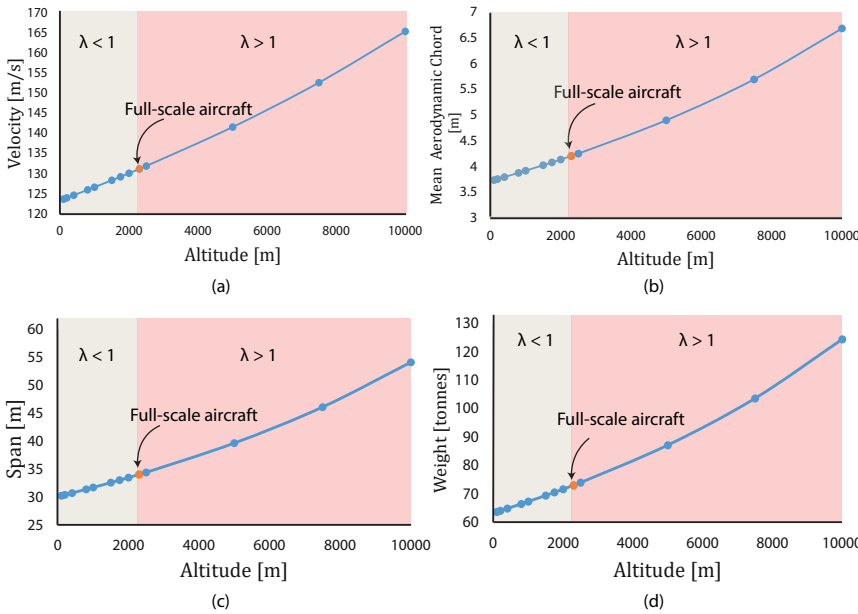 170
165
160
155
150
145
140
135
130
125
120
Velocity [m/s]
λ < 1
λ > 1
Full-scale aircraft
0
2000
4000
6000
8000
10000
Altitude [m]
(a)
7
6.5
6
5.5
5
4.5
4
3.5
3
Mean Aerodynamic Chord
[m]
λ < 1
λ > 1
Full-scale aircraft
0
2000
4000
6000
8000
10000
Altitude [m]
(b)
60
55
50
45
40
35
30
25
Span [m]
λ < 1
λ > 1
Full-scale aircraft
0
2000
4000
6000
8000
10000
Altitude [m]
(c)
130
120
110
100
90
80
70
60
Weight [tonnes]
λ < 1
λ > 1
Full-scale aircraft
0
2000
4000
6000
8000
10000
Altitude [m]
(d)